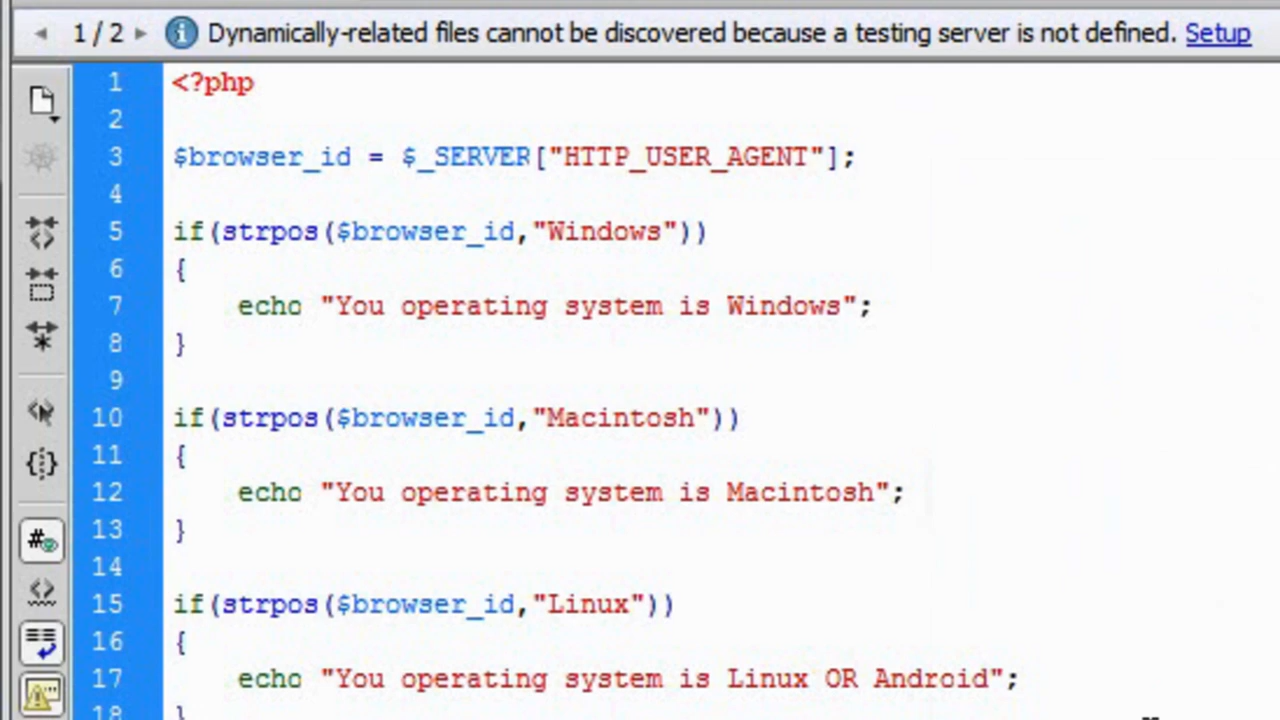 1 / 2 Dynamically-related files cannot be discovered because a testing server is not defined. Setup
1 <?php
2
3 $browser_id = $_SERVER["HTTP_USER_AGENT"];
4
5 if(strpos($browser_id,"Windows"))
6 {
7 echo "You operating system is Windows";
8 }
9
10 if(strpos($browser_id,"Macintosh"))
11 {
12 echo "You operating system is Macintosh";
13 }
14
15 if(strpos($browser_id,"Linux"))
16 {
17 echo "You operating system is Linux OR Android";
18 }